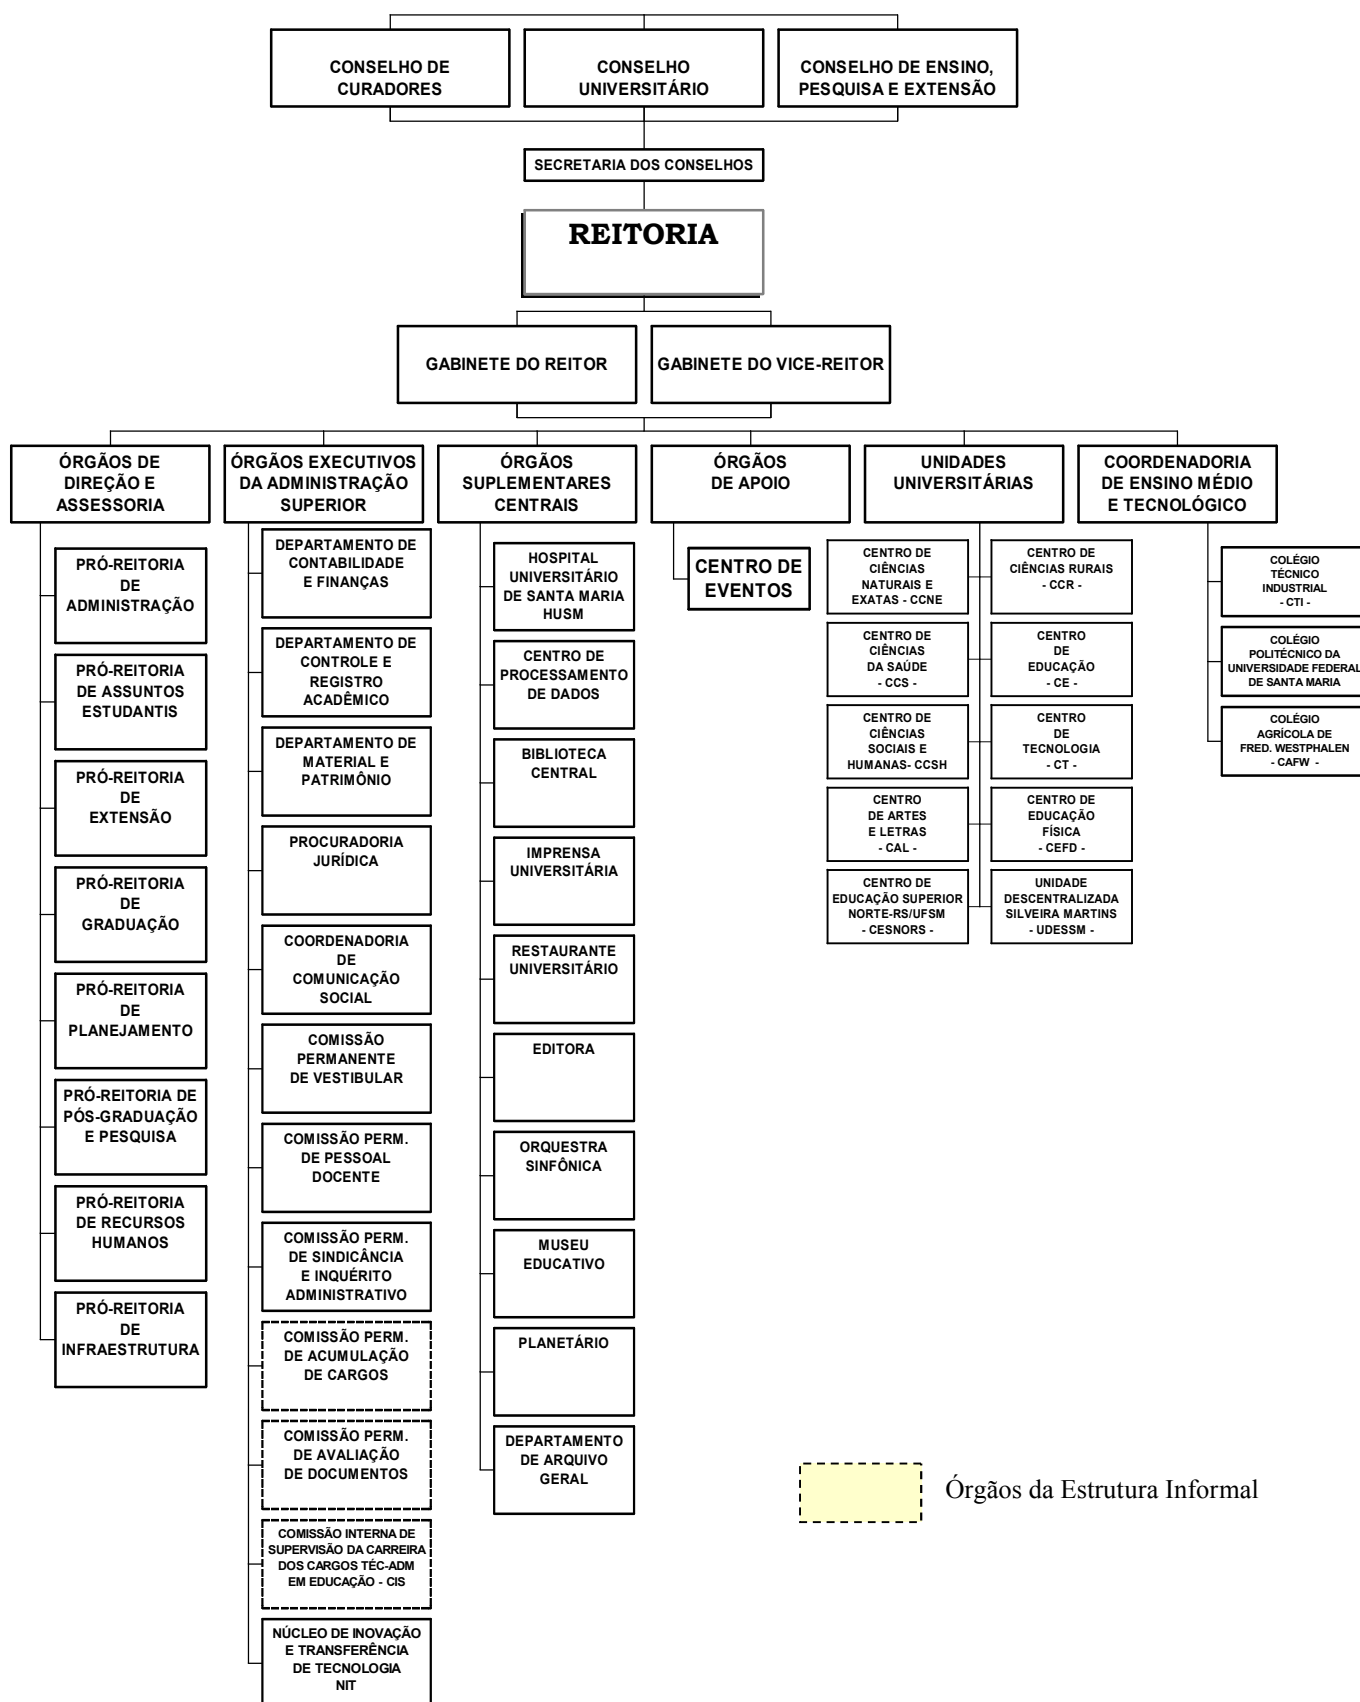 CONSELHO DE
CURADORES
CONSELHO
UNIVERSITÁRIO
CONSELHO DE ENSINO,
PESQUISA E EXTENSÃO
SECRETARIA DOS CONSELHOS
REITORIA
GABINETE DO REITOR
GABINETE DO VICE-REITOR
ÓRGÃOS DE
DIREÇÃO E
ASSESSORIA
PRÓ-REITORIA
DE
ADMINISTRAÇÃO
PRÓ-REITORIA
DE ASSUNTOS
ESTUDANTIS
PRÓ-REITORIA
DE
EXTENSÃO
PRÓ-REITORIA
DE
GRADUAÇÃO
PRÓ-REITORIA
DE
PLANEJAMENTO
PRÓ-REITORIA DE
PÓS-GRADUAÇÃO
E PESQUISA
PRÓ-REITORIA
DE RECURSOS
HUMANOS
PRÓ-REITORIA
DE
INFRAESTRUTURA
ÓRGÃOS EXECUTIVOS
DA ADMINISTRAÇÃO
SUPERIOR
DEPARTAMENTO DE
CONTABILIDADE
E FINANÇAS
DEPARTAMENTO DE
CONTROLE E
REGISTRO
ACADÊMICO
DEPARTAMENTO DE
MATERIAL E
PATRIMÔNIO
PROCURADORIA
JURÍDICA
COORDENADORIA
DE
COMUNICAÇÃO
SOCIAL
COMISSÃO
PERMANENTE
DE VESTIBULAR
COMISSÃO PERM.
DE PESSOAL
DOCENTE
COMISSÃO PERM.
DE SINDICÂNCIA
E INQUÉRITO
ADMINISTRATIVO
COMISSÃO PERM.
DE ACUMULAÇÃO
DE CARGOS
COMISSÃO PERM.
DE AVALIAÇÃO
DE DOCUMENTOS
COMISSÃO INTERNA DE
SUPERVISÃO DA CARREIRA
DOS CARGOS TÉC-ADM
EM EDUCAÇÃO - CIS
NÚCLEO DE INOVAÇÃO
E TRANSFERÊNCIA
DE TECNOLOGIA
NIT
ÓRGÃOS
SUPLEMENTARES
CENTRAIS
HOSPITAL
UNIVERSITÁRIO
DE SANTA MARIA
HUSM
CENTRO DE
PROCESSAMENTO
DE DADOS
BIBLIOTECA
CENTRAL
IMPRENSA
UNIVERSITÁRIA
RESTAURANTE
UNIVERSITÁRIO
EDITORA
ORQUESTRA
SINFÔNICA
MUSEU
EDUCATIVO
PLANETÁRIO
DEPARTAMENTO
DE ARQUIVO
GERAL
ÓRGÃOS
DE APOIO
CENTRO DE
EVENTOS
UNIDADES
UNIVERSITÁRIAS
CENTRO DE
CIÊNCIAS
NATURAIS E
EXATAS - CCNE
CENTRO DE
CIÊNCIAS RURAIS
- CCR -
CENTRO DE
CIÊNCIAS
DA SAÚDE
- CCS -
CENTRO
DE
EDUCAÇÃO
- CE -
CENTRO DE
CIÊNCIAS
SOCIAIS E
HUMANAS- CCSH
CENTRO
DE
TECNOLOGIA
- CT -
CENTRO
DE ARTES
E LETRAS
- CAL -
CENTRO DE
EDUCAÇÃO
FÍSICA
- CEFD -
CENTRO DE
EDUCAÇÃO SUPERIOR
NORTE-RS/UFSM
- CESNORS -
UNIDADE
DESCENTRALIZADA
SILVEIRA MARTINS
- UDESSM -
COORDENADORIA
DE ENSINO MÉDIO
E TECNOLÓGICO
COLÉGIO
TÉCNICO
INDUSTRIAL
- CTI -
COLÉGIO
POLITÉCNICO DA
UNIVERSIDADE FEDERAL
DE SANTA MARIA
COLÉGIO
AGRÍCOLA DE
FRED. WESTPHALEN
- CAFW -
Órgãos da Estrutura Informal